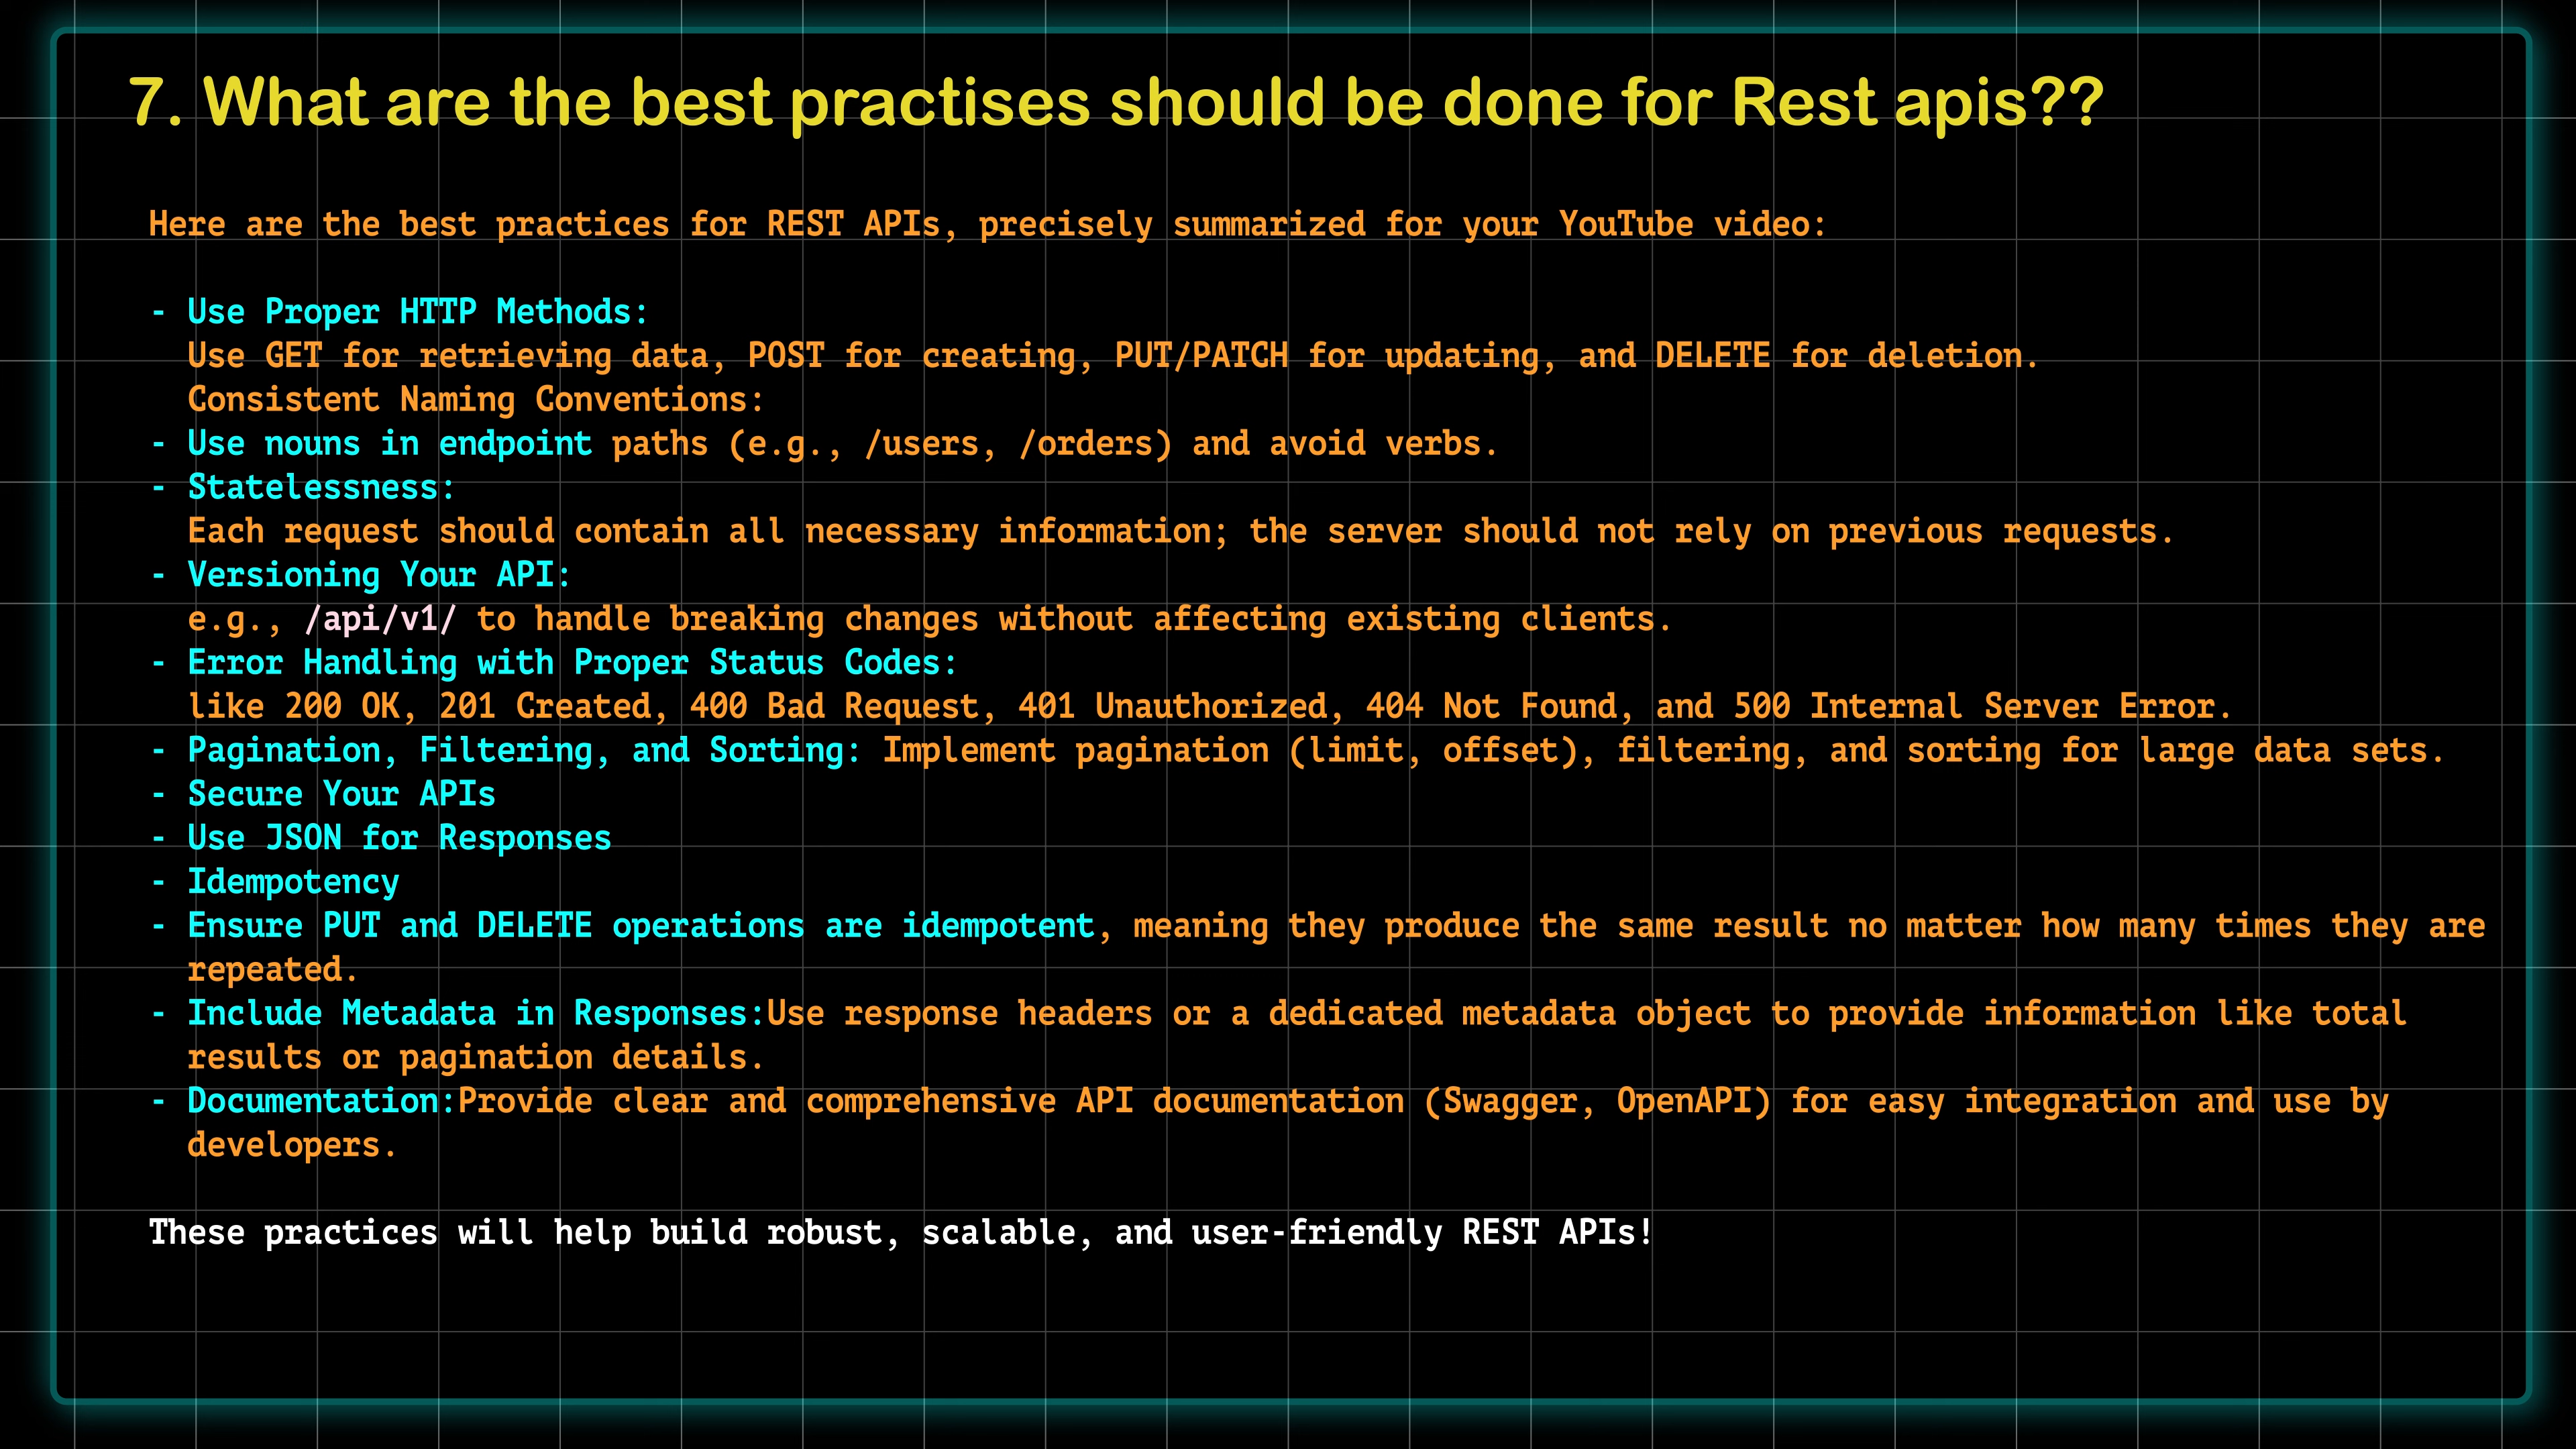 7. What are the best practises should be done for Rest apis??
Here are the best practices for REST APIs, precisely summarized for your YouTube video:
- Use Proper HTTP Methods:
Use GET for retrieving data, POST for creating, PUT/PATCH for updating, and DELETE for deletion.
Consistent Naming Conventions:
- Use nouns in endpoint paths (e.g., /users, /orders) and avoid verbs.
- Statelessness:
Each request should contain all necessary information; the server should not rely on previous requests.
- Versioning Your API:
e.g., /api/v1/ to handle breaking changes without affecting existing clients.
- Error Handling with Proper Status Codes:
like 200 OK, 201 Created, 400 Bad Request, 401 Unauthorized, 404 Not Found, and 500 Internal Server Error.
- Pagination, Filtering, and Sorting: Implement pagination (limit, offset), filtering, and sorting for large data sets.
- Secure Your APIs
- Use JSON for Responses
- Idempotency
- Ensure PUT and DELETE operations are idempotent, meaning they produce the same result no matter how many times they are
repeated.
- Include Metadata in Responses:Use response headers or a dedicated metadata object to provide information like total
results or pagination details.
- Documentation:Provide clear and comprehensive API documentation (Swagger, OpenAPI) for easy integration and use by
developers.
These practices will help build robust, scalable, and user-friendly REST APIs!